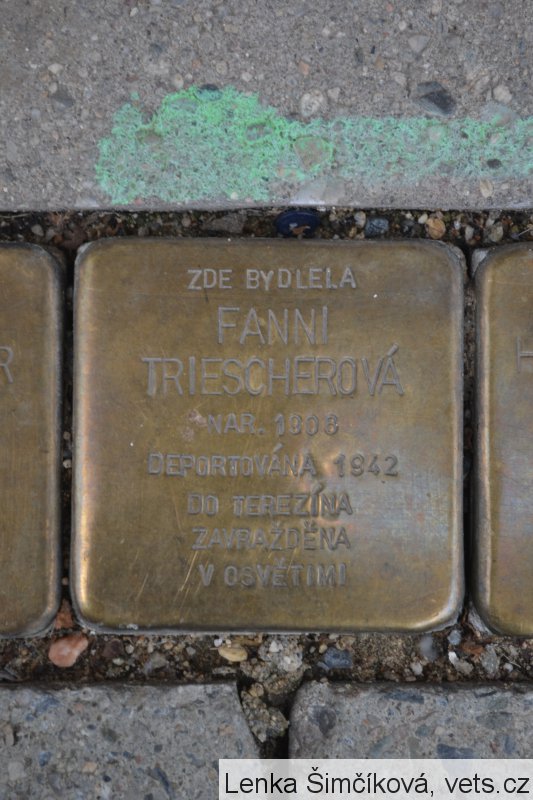 ZDE BYDLELA
FANNI
TRIESCHEROVÁ
NAR. 1908
DEPORTOVÁNA 1942
DO TEREZÍNA
ZAVRAŽDĚNA
V OSVĚTIMI
R
H
Lenka Šimčíková, vets.cz